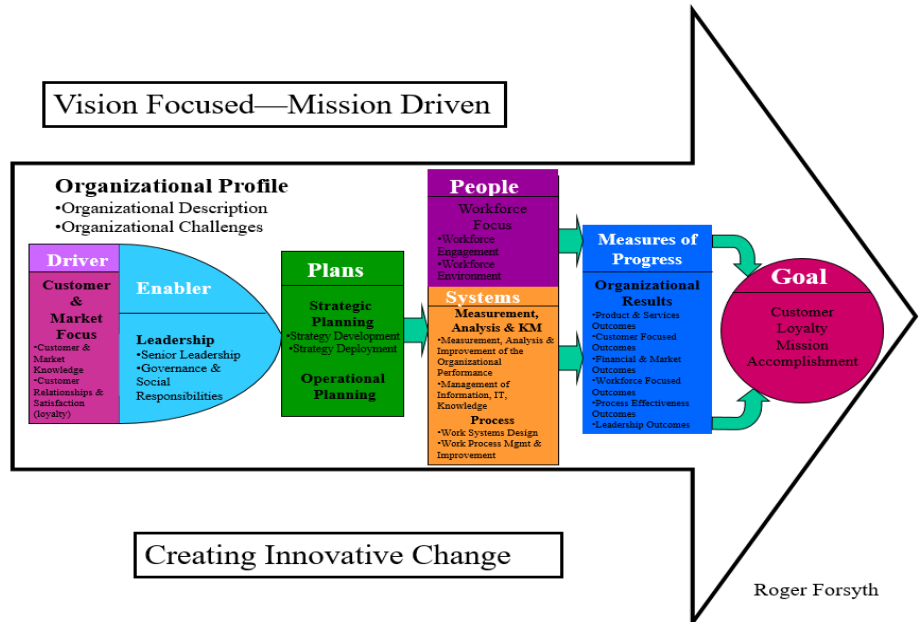 Vision Focused—Mission Driven
Organizational Profile
•Organizational Description
•Organizational Challenges
Driver
Customer
&
Market
Focus
•Customer &
Market
Knowledge
•Customer
Relationships &
Satisfaction
(loyalty)
Enabler
Leadership
•Senior Leadership
•Governance &
Social
Responsibilities
Plans
Strategic
Planning
•Strategy Development
•Strategy Deployment
Operational
Planning
People
Workforce
Focus
•Workforce
Engagement
•Workforce
Environment
Systems
Measurement,
Analysis & KM
•Measurement, Analysis &
Improvement of the
Organizational
Performance
•Management of
Information, IT,
Knowledge
Process
•Work Systems Design
•Work Process Mgmt &
Improvement
Measures of
Progress
Organizational
Results
•Product & Services
Outcomes
•Customer Focused
Outcomes
•Financial & Market
Outcomes
•Workforce Focused
Outcomes
•Process Effectiveness
Outcomes
•Leadership Outcomes
Goal
Customer
Loyalty
Mission
Accomplishment
Creating Innovative Change
Roger Forsyth